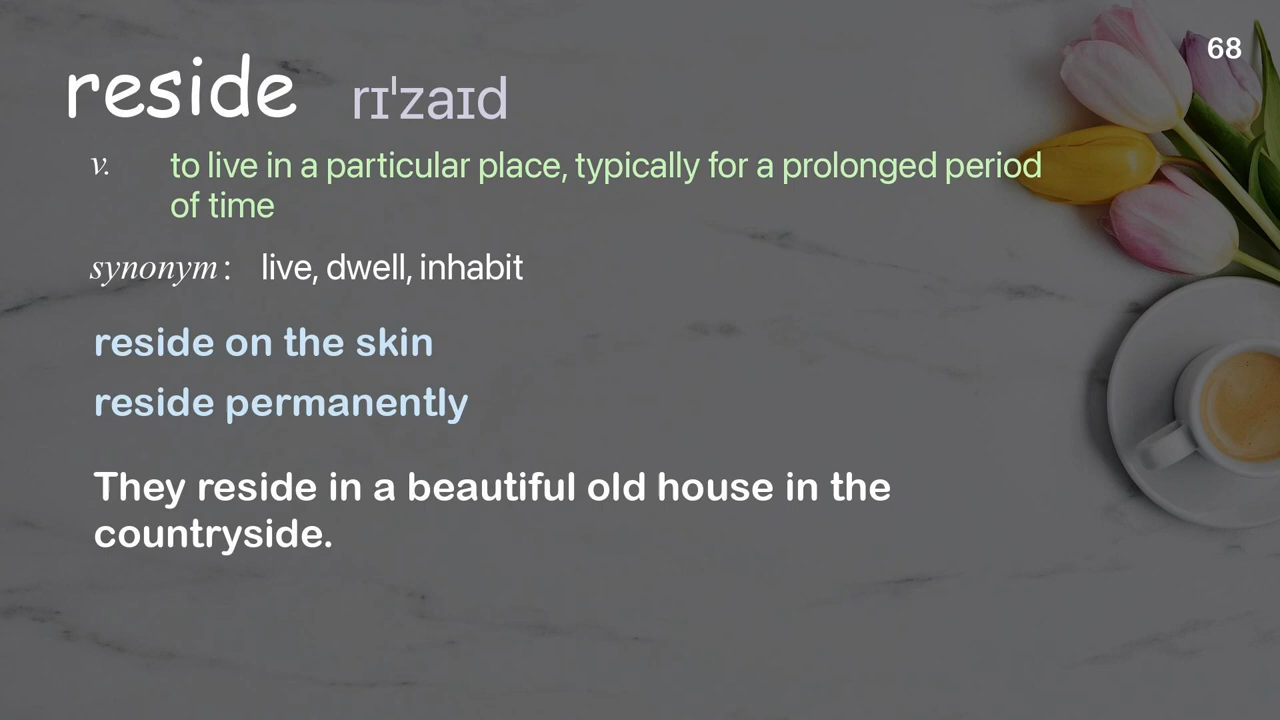 68
reside rɪˈzaɪd
v. to live in a particular place, typically for a prolonged period
of time
synonym: live, dwell, inhabit
reside on the skin
reside permanently
They reside in a beautiful old house in the
countryside.